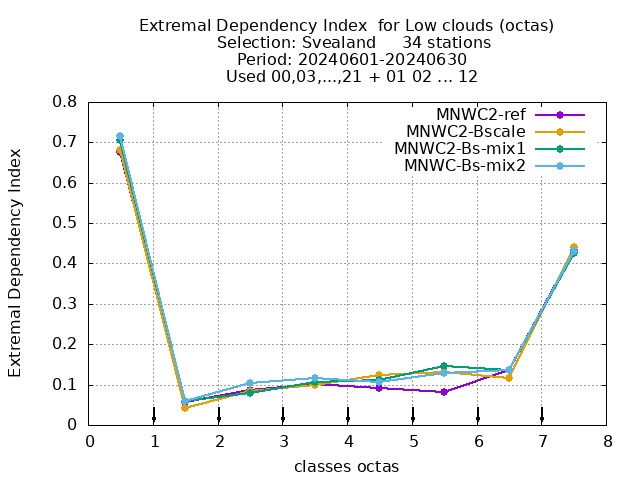 Extremal Dependency Index  for Low clouds (octas)
Selection: Svealand     34 stations
Period: 20240601-20240630
Used 00,03,...,21 + 01 02 ... 12
MNWC2-ref
MNWC2-Bscale
MNWC2-Bs-mix1
MNWC-Bs-mix2
Extremal Dependency Index
0.8
0.7
0.6
0.5
0.4
0.3
0.2
0.1
0
0 1 2 3 4 5 6 7 8
classes octas